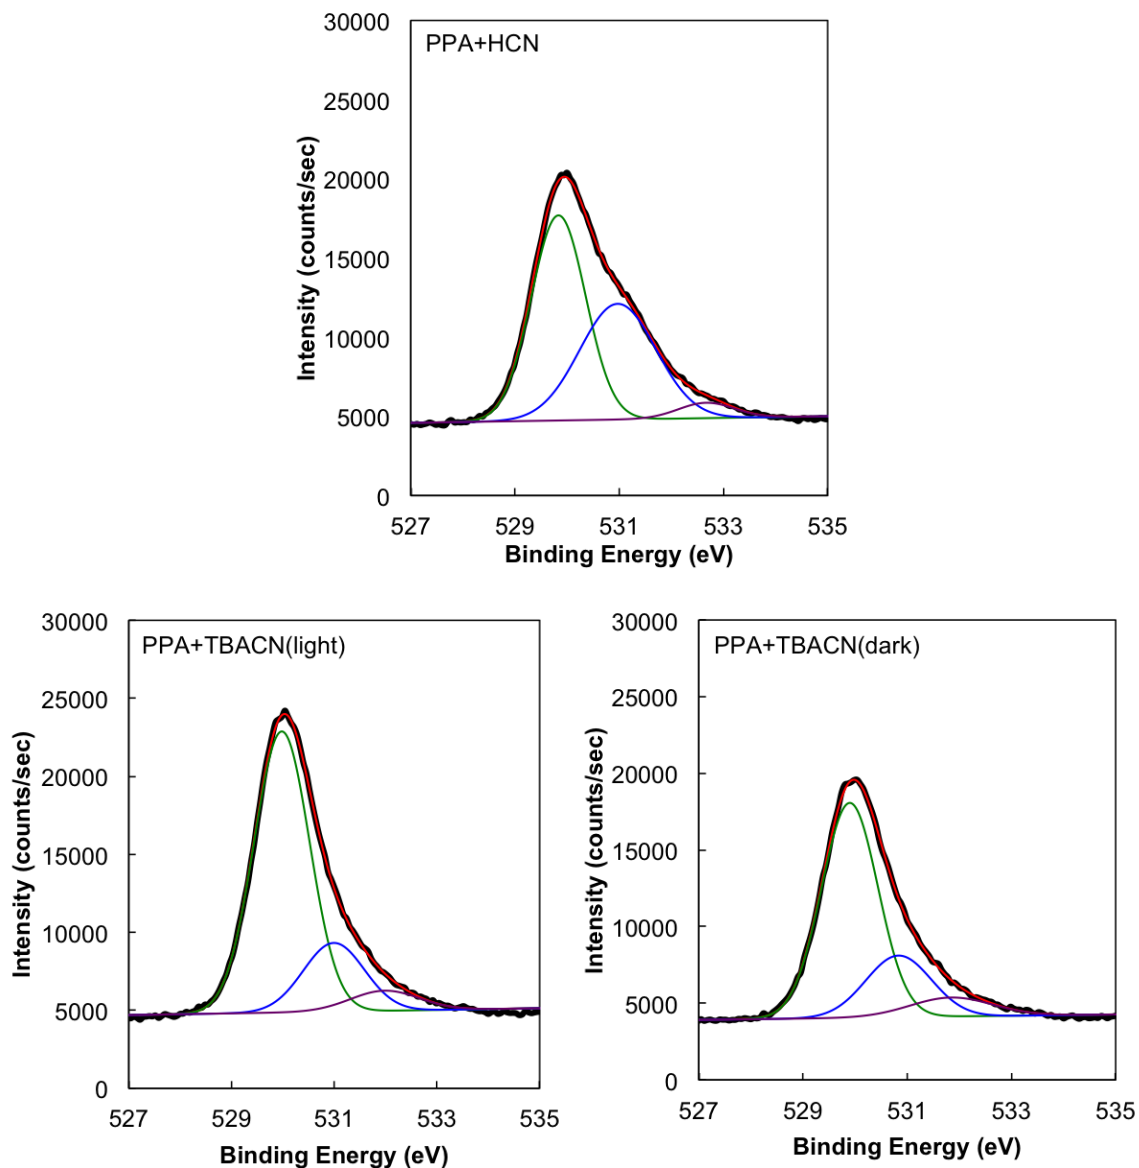 PPA+HCN
Intensity (counts/sec)
30000
25000
20000
15000
10000
5000
0
527 529 531 533 535
Binding Energy (eV)
PPA+TBACN(light)
Intensity (counts/sec)
30000
25000
20000
15000
10000
5000
0
527 529 531 533 535
Binding Energy (eV)
PPA+TBACN(dark)
Intensity (counts/sec)
30000
25000
20000
15000
10000
5000
0
527 529 531 533 535
Binding Energy (eV)